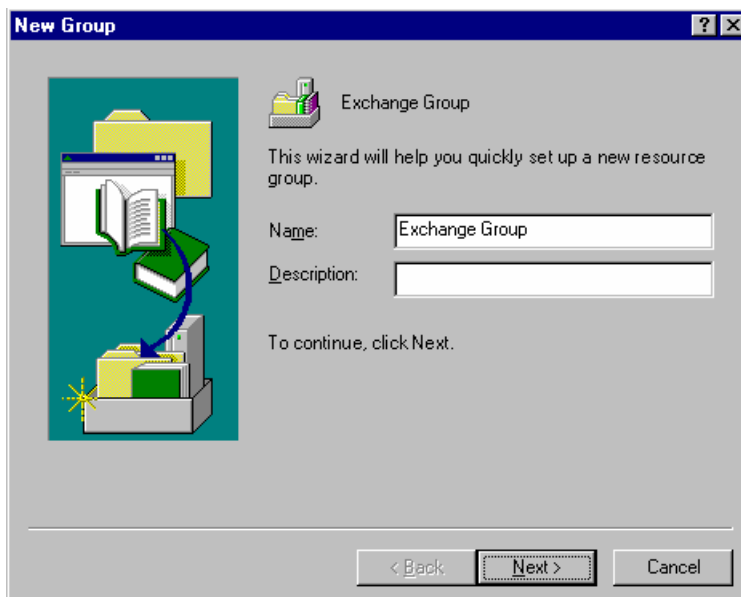 New Group
Exchange Group
This wizard will help you quickly set up a new resource
group.
Name: Exchange Group
Description:
To continue, click Next.
< Back Next > Cancel